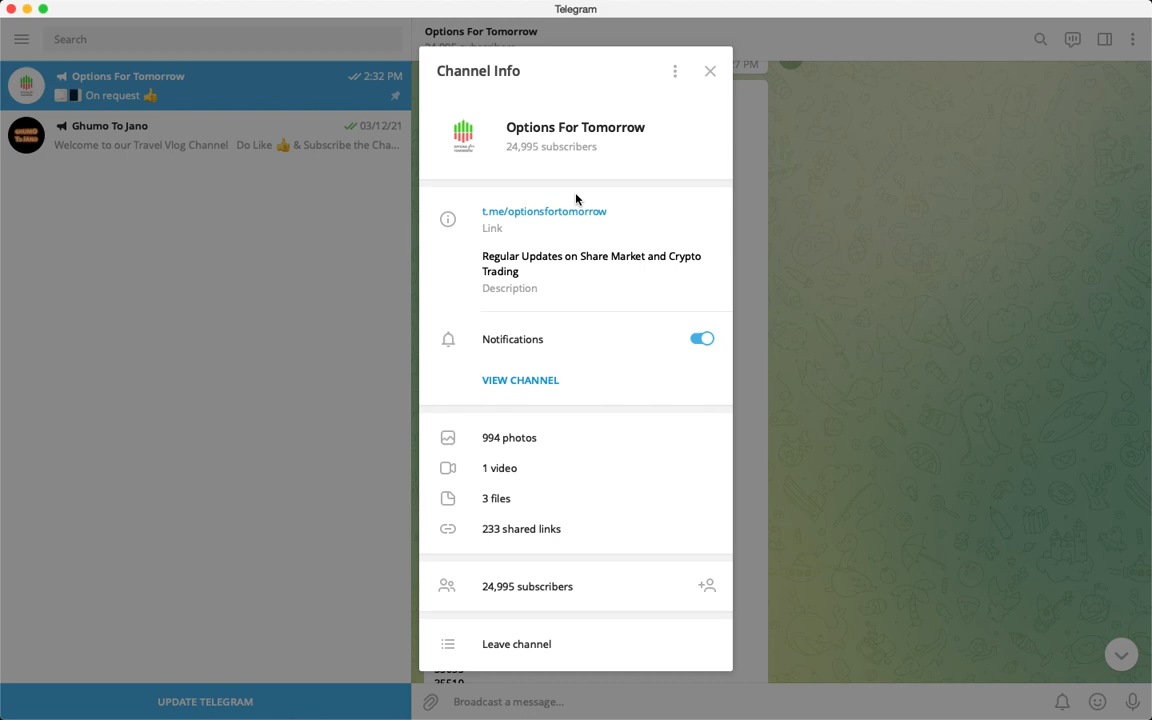 Telegram
Search
Options For Tomorrow
2:32 PM
On request 👍
Ghumo To Jano
03/12/21
Welcome to our Travel Vlog Channel Do Like 👍 & Subscribe the Cha...
UPDATE TELEGRAM
Options For Tomorrow
Channel Info
Options For Tomorrow
24,995 subscribers
t.me/optionsfortomorrow
Link
Regular Updates on Share Market and Crypto
Trading
Description
Notifications
VIEW CHANNEL
994 photos
1 video
3 files
233 shared links
24,995 subscribers
Leave channel
Broadcast a message...